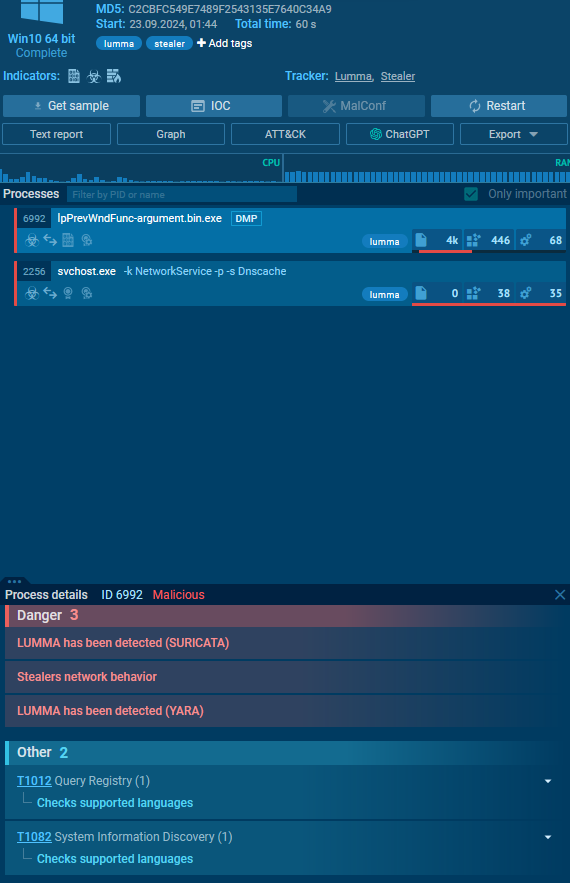 MD5: C2CBFC549E7489F2543135E7640C34A9
Start: 23.09.2024, 01:44 Total time: 60 s
Win10 64 bit
Complete
lumma stealer + Add tags
Indicators: Tracker: Lumma, Stealer
Get sample IOC MalConf Restart
Text report Graph ATT&CK ChatGPT Export
CPU RAM
Processes Filter by PID or name Only important
6992 lpPrevWndFunc-argument.bin.exe DMP
lumma 4k 446 68
2256 svchost.exe -k NetworkService -p -s Dnscache
lumma 0 38 35
Process details ID 6992 Malicious
Danger 3
LUMMA has been detected (SURICATA)
Stealers network behavior
LUMMA has been detected (YARA)
Other 2
T1012 Query Registry (1)
Checks supported languages
T1082 System Information Discovery (1)
Checks supported languages